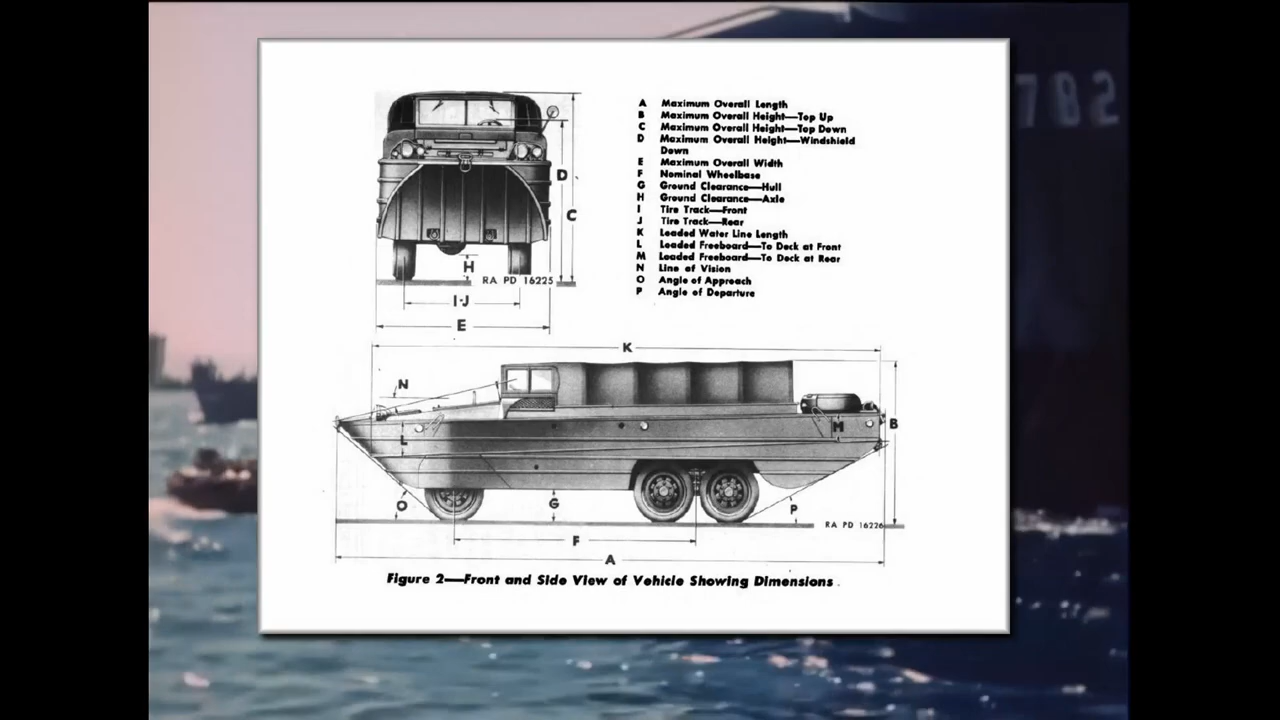 782
A Maximum Overall Length
B Maximum Overall Height—Top Up
C Maximum Overall Height—Top Down
D Maximum Overall Height—Windshield
Down
E Maximum Overall Width
F Nominal Wheelbase
G Ground Clearance—Hull
H Ground Clearance—Axle
I Tire Track—Front
J Tire Track—Rear
K Loaded Water Line Length
L Loaded Freeboard—To Deck at Front
M Loaded Freeboard—To Deck at Rear
N Line of Vision
O Angle of Approach
P Angle of Departure
D
C
H
RA PD 16225
I-J
E
K
N
B
M
L
G
O
P
RA PD 16226
F
A
Figure 2—Front and Side View of Vehicle Showing Dimensions